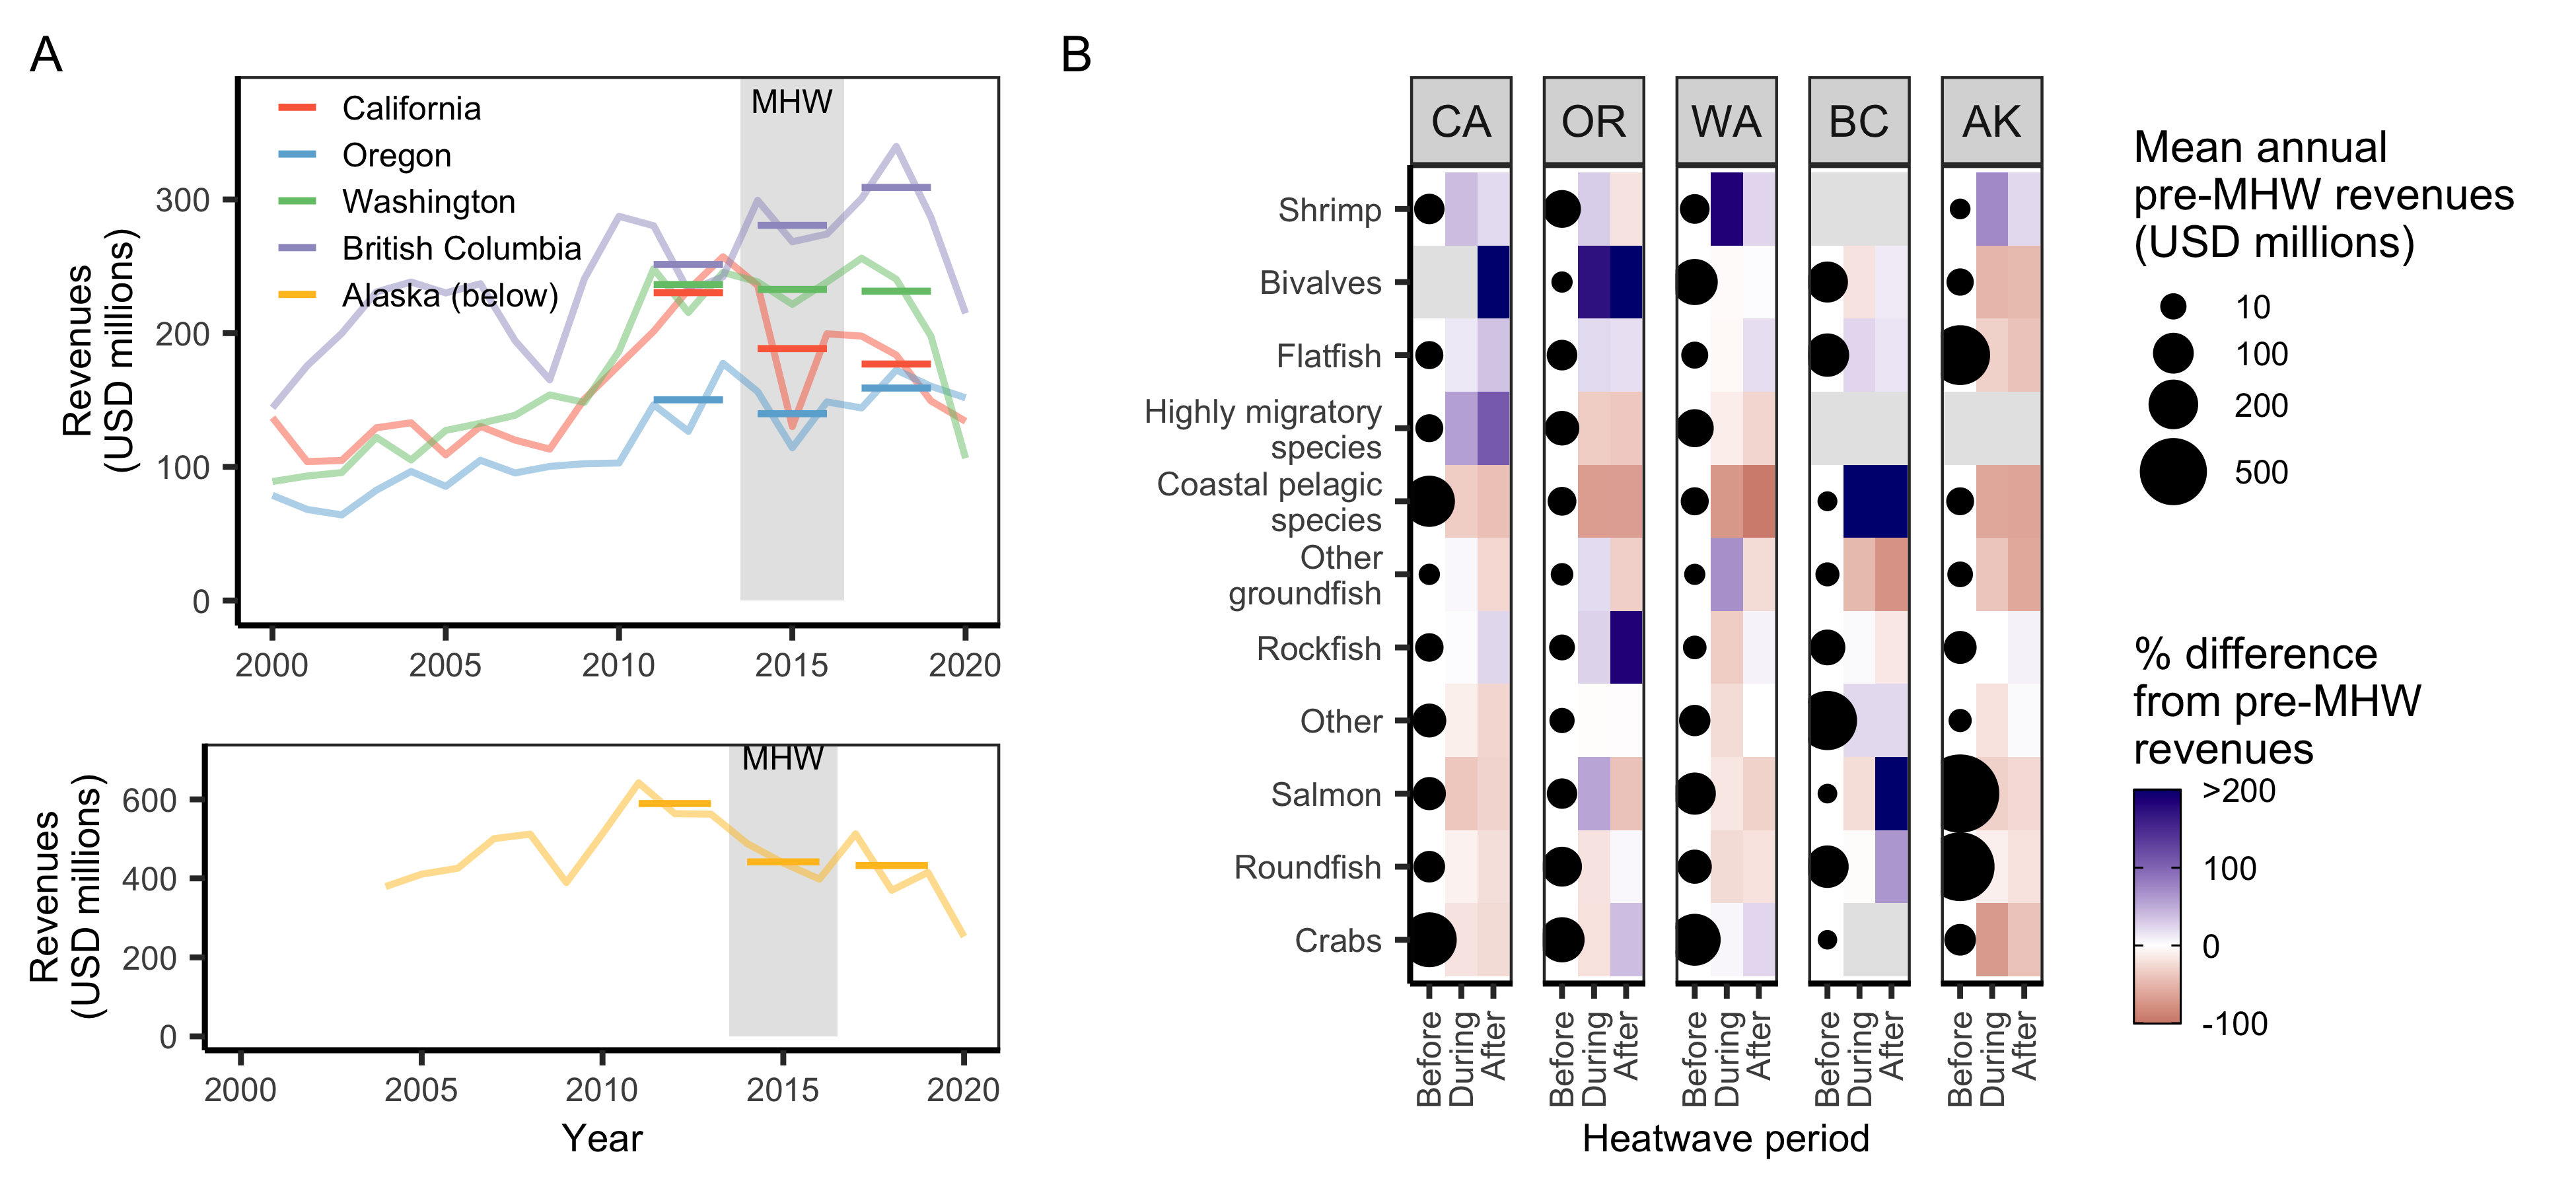 A
MHW
California
Oregon
Washington
British Columbia
Alaska (below)
Revenues
(USD millions)
300
200
100
0
2000
2005
2010
2015
2020
MHW
Revenues
(USD millions)
600
400
200
0
2000
2005
2010
2015
2020
Year
B
CA
OR
WA
BC
AK
Shrimp
Bivalves
Flatfish
Highly migratory
species
Coastal pelagic
species
Other
groundfish
Rockfish
Other
Salmon
Roundfish
Crabs
Before
During
After
Before
During
After
Before
During
After
Before
During
After
Before
During
After
Heatwave period
Mean annual
pre-MHW revenues
(USD millions)
10
100
200
500
% difference
from pre-MHW
revenues
>200
100
0
-100